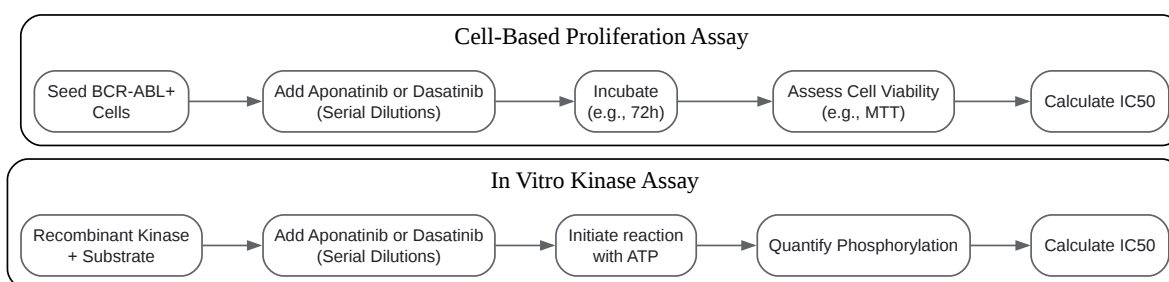 Cell-Based Proliferation Assay
Seed BCR-ABL+
Cells
Add Aponatinib or Dasatinib
(Serial Dilutions)
Incubate
(e.g., 72h)
Assess Cell Viability
(e.g., MTT)
Calculate IC50
In Vitro Kinase Assay
Recombinant Kinase
+ Substrate
Add Aponatinib or Dasatinib
(Serial Dilutions)
Initiate reaction
with ATP
Quantify Phosphorylation
Calculate IC50